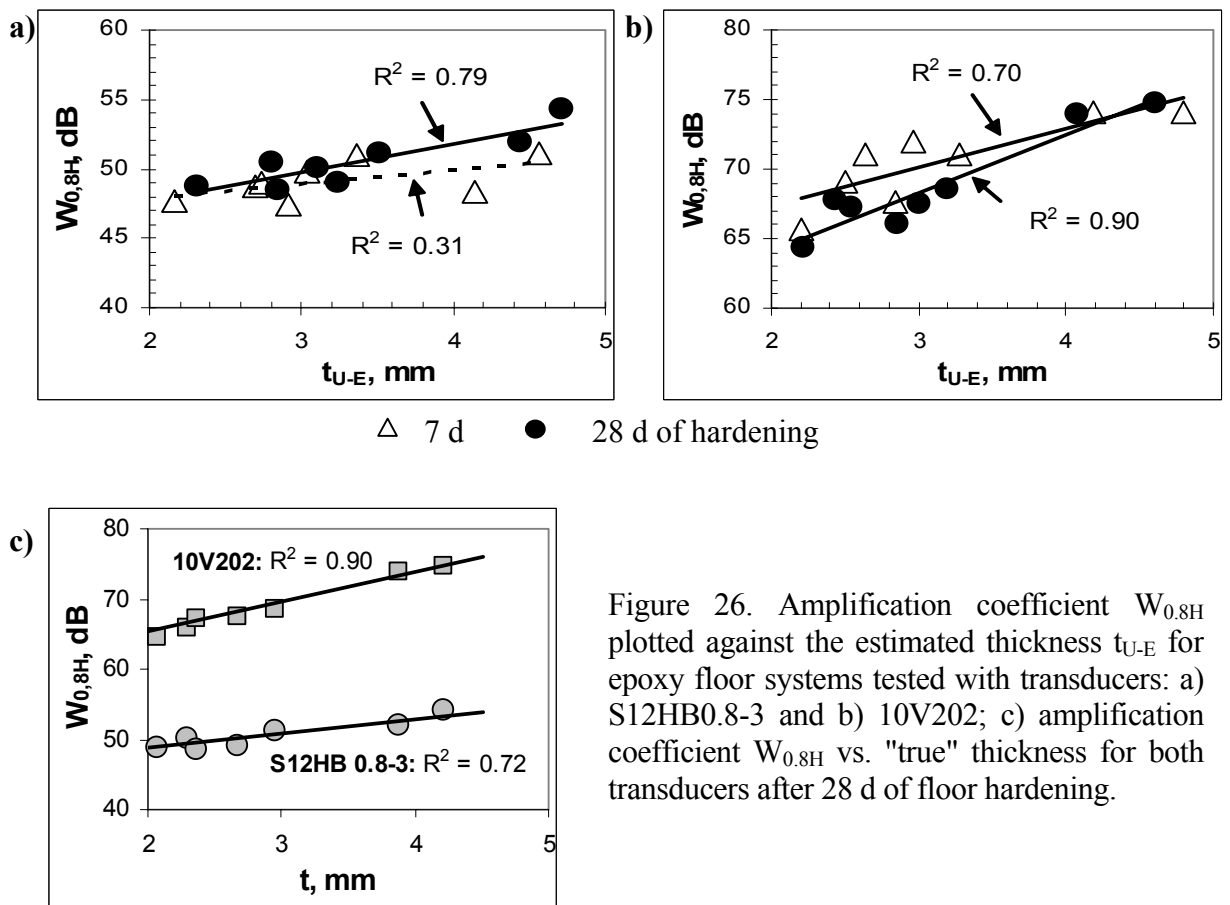 a)
60
55
50
45
40
W0,8H, dB
R² = 0.79
R² = 0.31
2 3 4 5
tU-E, mm
b)
80
75
70
65
60
W0,8H, dB
R² = 0.70
R² = 0.90
2 3 4 5
tU-E, mm
△ 7 d ● 28 d of hardening
c)
80
70
60
50
40
W0,8H, dB
10V202: R² = 0.90
S12HB 0.8-3: R² = 0.72
2 3 4 5
t, mm
Figure 26. Amplification coefficient W0.8H
plotted against the estimated thickness tU-E for
epoxy floor systems tested with transducers: a)
S12HB0.8-3 and b) 10V202; c) amplification
coefficient W0.8H vs. "true" thickness for both
transducers after 28 d of floor hardening.